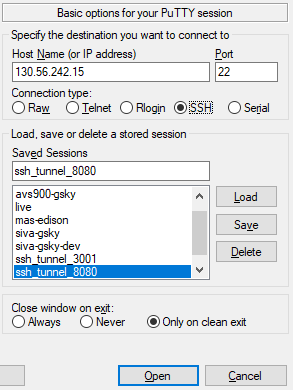 Basic options for your PuTTY session
Specify the destination you want to connect to
Host Name (or IP address) Port
130.56.242.15 22
Connection type:
Raw Telnet Rlogin SSH Serial
Load, save or delete a stored session
Saved Sessions
ssh_tunnel_8080
avs900-gsky
live
mas-edison
siva-gsky
siva-gsky-dev
ssh_tunnel_3001
ssh_tunnel_8080
Load
Save
Delete
Close window on exit:
Always Never Only on clean exit
Open Cancel